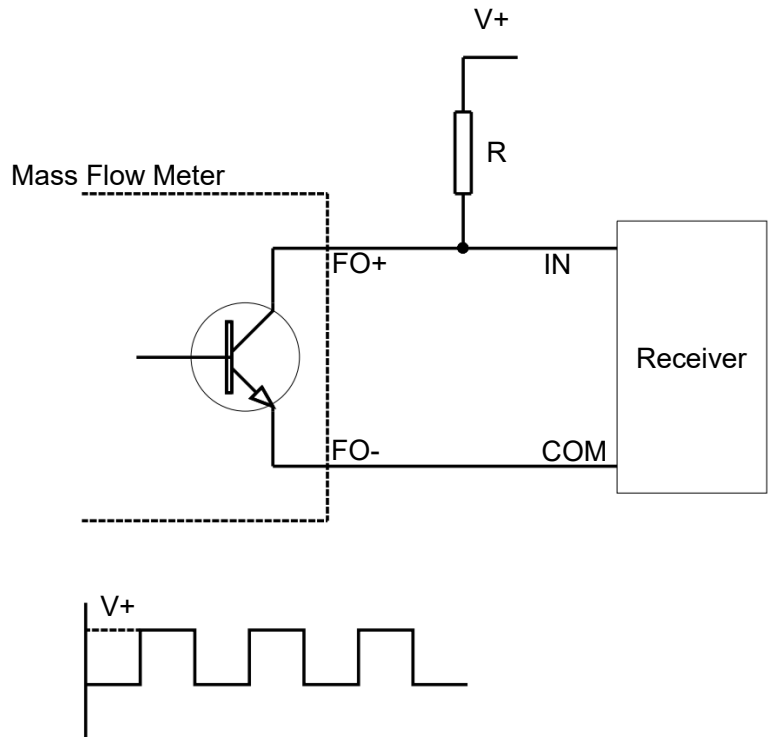 V+
R
Mass Flow Meter
FO+
IN
Receiver
FO-
COM
V+